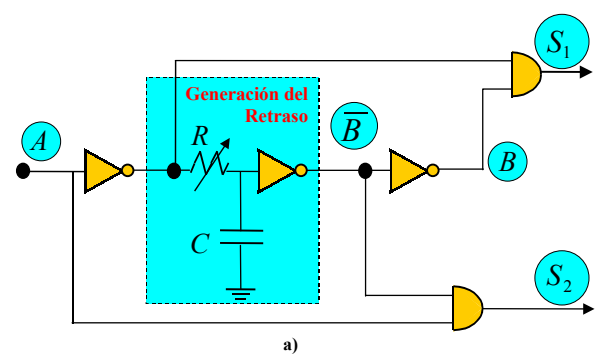 S₁
Generación del
Retraso
R
B̅
A
B
C
S₂
a)